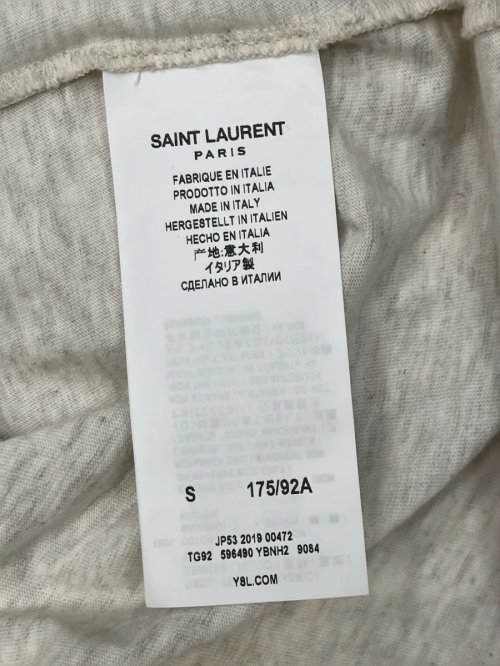 SAINT LAURENT
PARIS
FABRIQUE EN ITALIE
PRODOTTO IN ITALIA
MADE IN ITALY
HERGESTELLT IN ITALIEN
HECHO EN ITALIA
产地:意大利
イタリア製
СДЕЛАНО В ИТАЛИИ
S 175/92A
JP53 2019 00472
TG92 596490 YBNH2 9084
YSL.COM